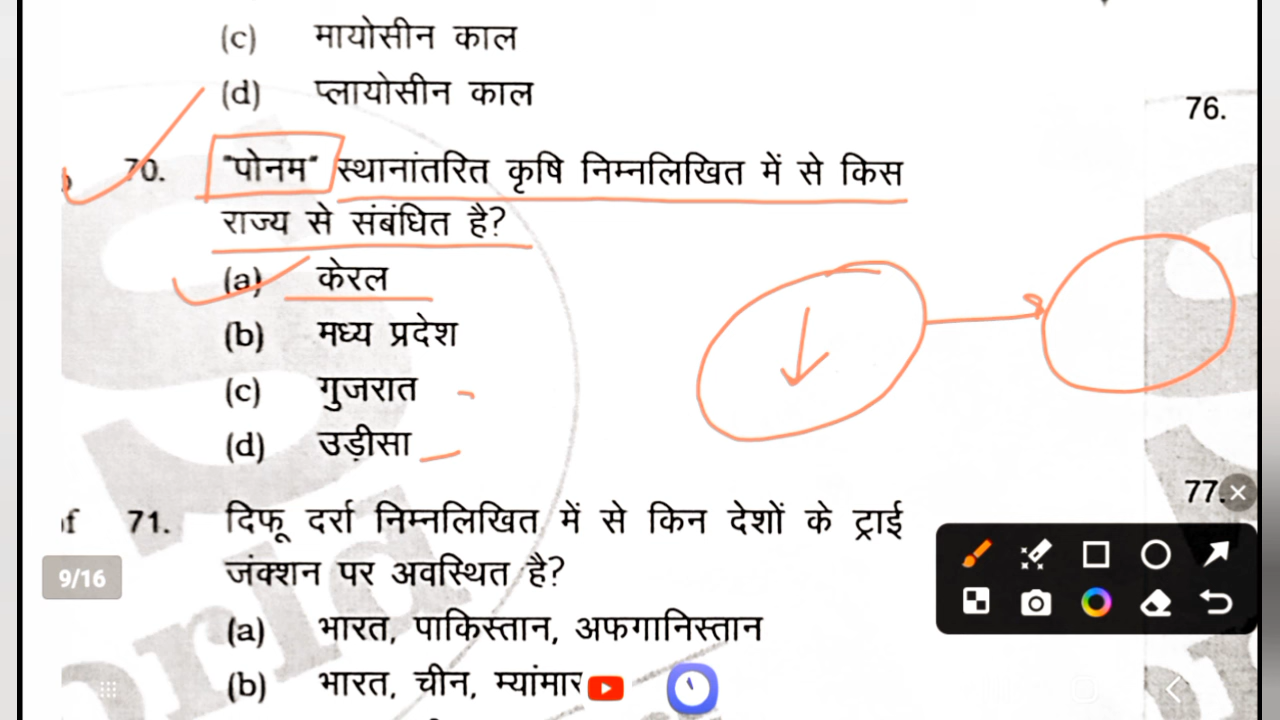 (c) मायोसीन काल
(d) प्लायोसीन काल
70. "पोनम" स्थानांतरित कृषि निम्नलिखित में से किस
राज्य से संबंधित है?
(a) केरल
(b) मध्य प्रदेश
(c) गुजरात
(d) उड़ीसा
71. दिफू दर्रा निम्नलिखित में से किन देशों के ट्राई
जंक्शन पर अवस्थित है?
(a) भारत, पाकिस्तान, अफगानिस्तान
(b) भारत, चीन, म्यांमार
76.
77.
9/16